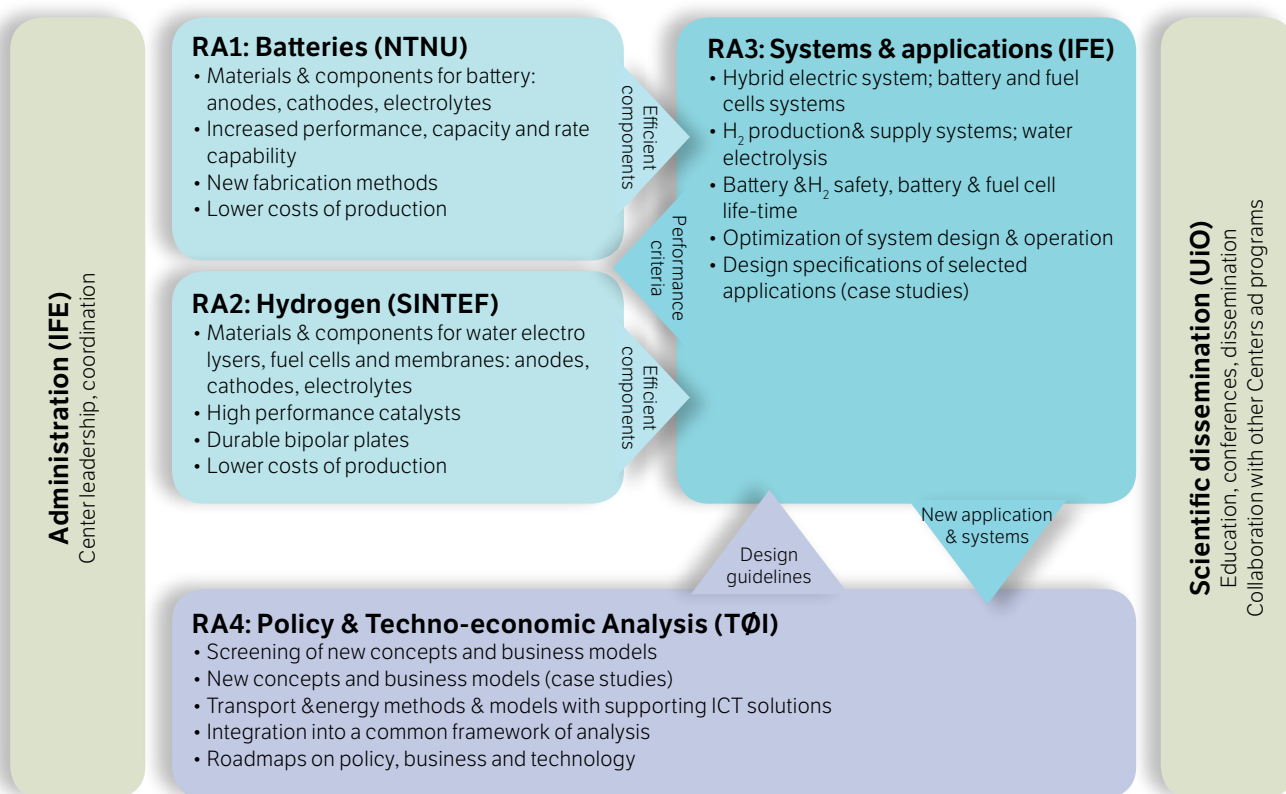 Administration (IFE)
Center leadership, coordination
RA1: Batteries (NTNU)
• Materials & components for battery:
anodes, cathodes, electrolytes
• Increased performance, capacity and rate
capability
• New fabrication methods
• Lower costs of production
Efficient
components
RA2: Hydrogen (SINTEF)
• Materials & components for water electro
lysers, fuel cells and membranes: anodes,
cathodes, electrolytes
• High performance catalysts
• Durable bipolar plates
• Lower costs of production
Efficient
components
Performance
criteria
RA3: Systems & applications (IFE)
• Hybrid electric system; battery and fuel
cells systems
• H₂ production& supply systems; water
electrolysis
• Battery &H₂ safety, battery & fuel cell
life-time
• Optimization of system design & operation
• Design specifications of selected
applications (case studies)
Design
guidelines
New application
& systems
RA4: Policy & Techno-economic Analysis (TØI)
• Screening of new concepts and business models
• New concepts and business models (case studies)
• Transport &energy methods & models with supporting ICT solutions
• Integration into a common framework of analysis
• Roadmaps on policy, business and technology
Scientific dissemination (UiO)
Education, conferences, dissemination
Collaboration with other Centers ad programs